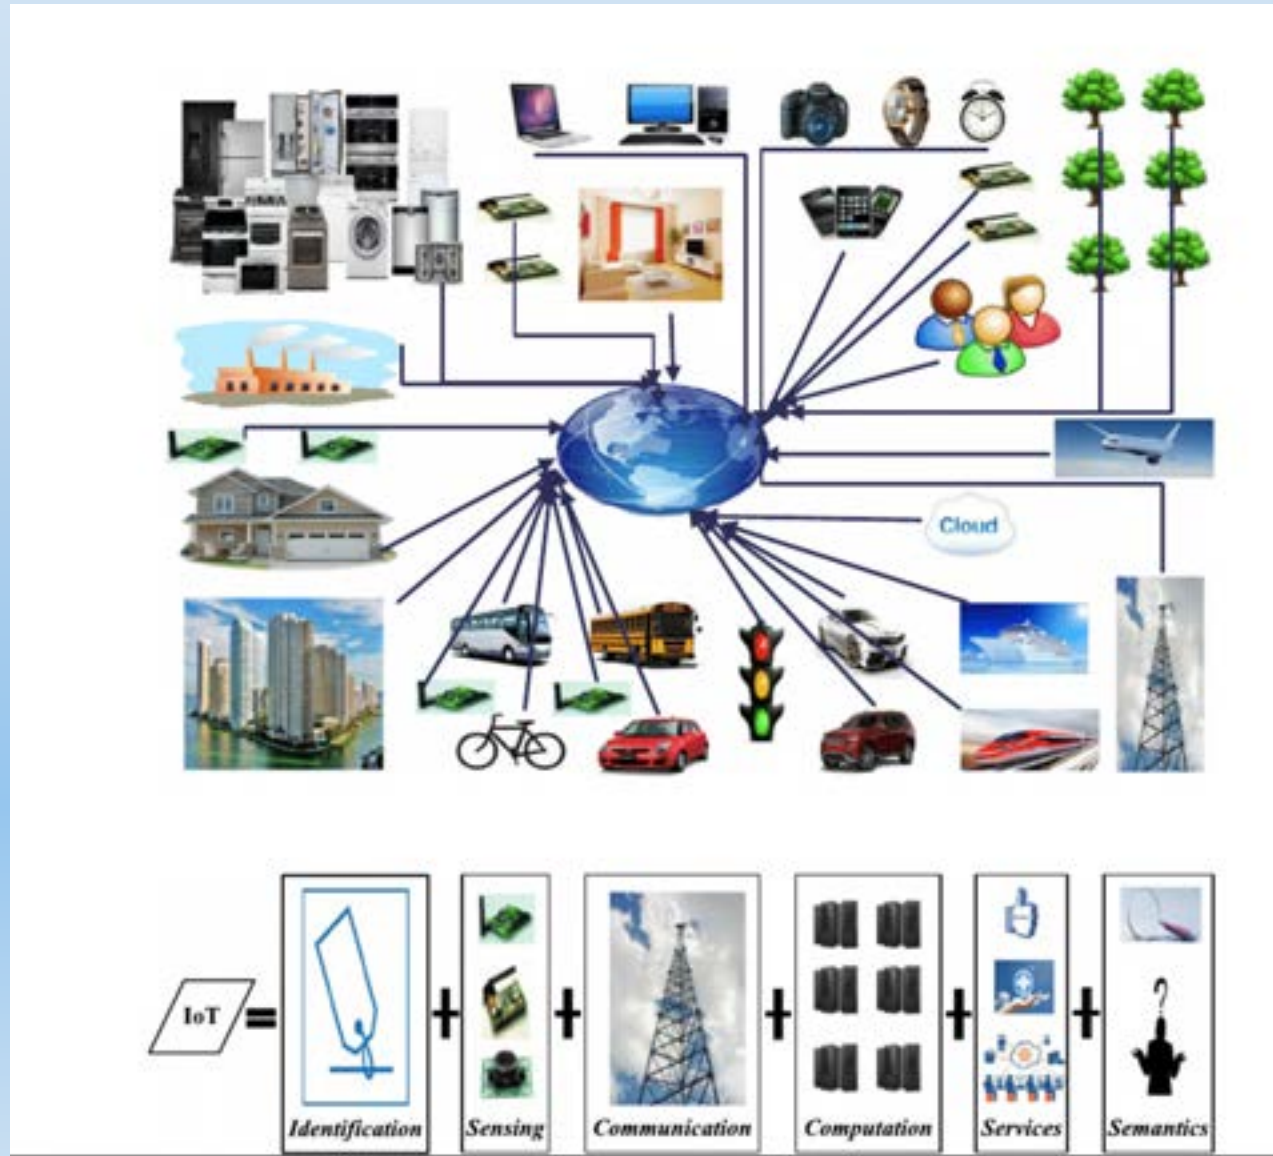 Cloud
IoT
Identification
Sensing
Communication
Computation
Services
Semantics